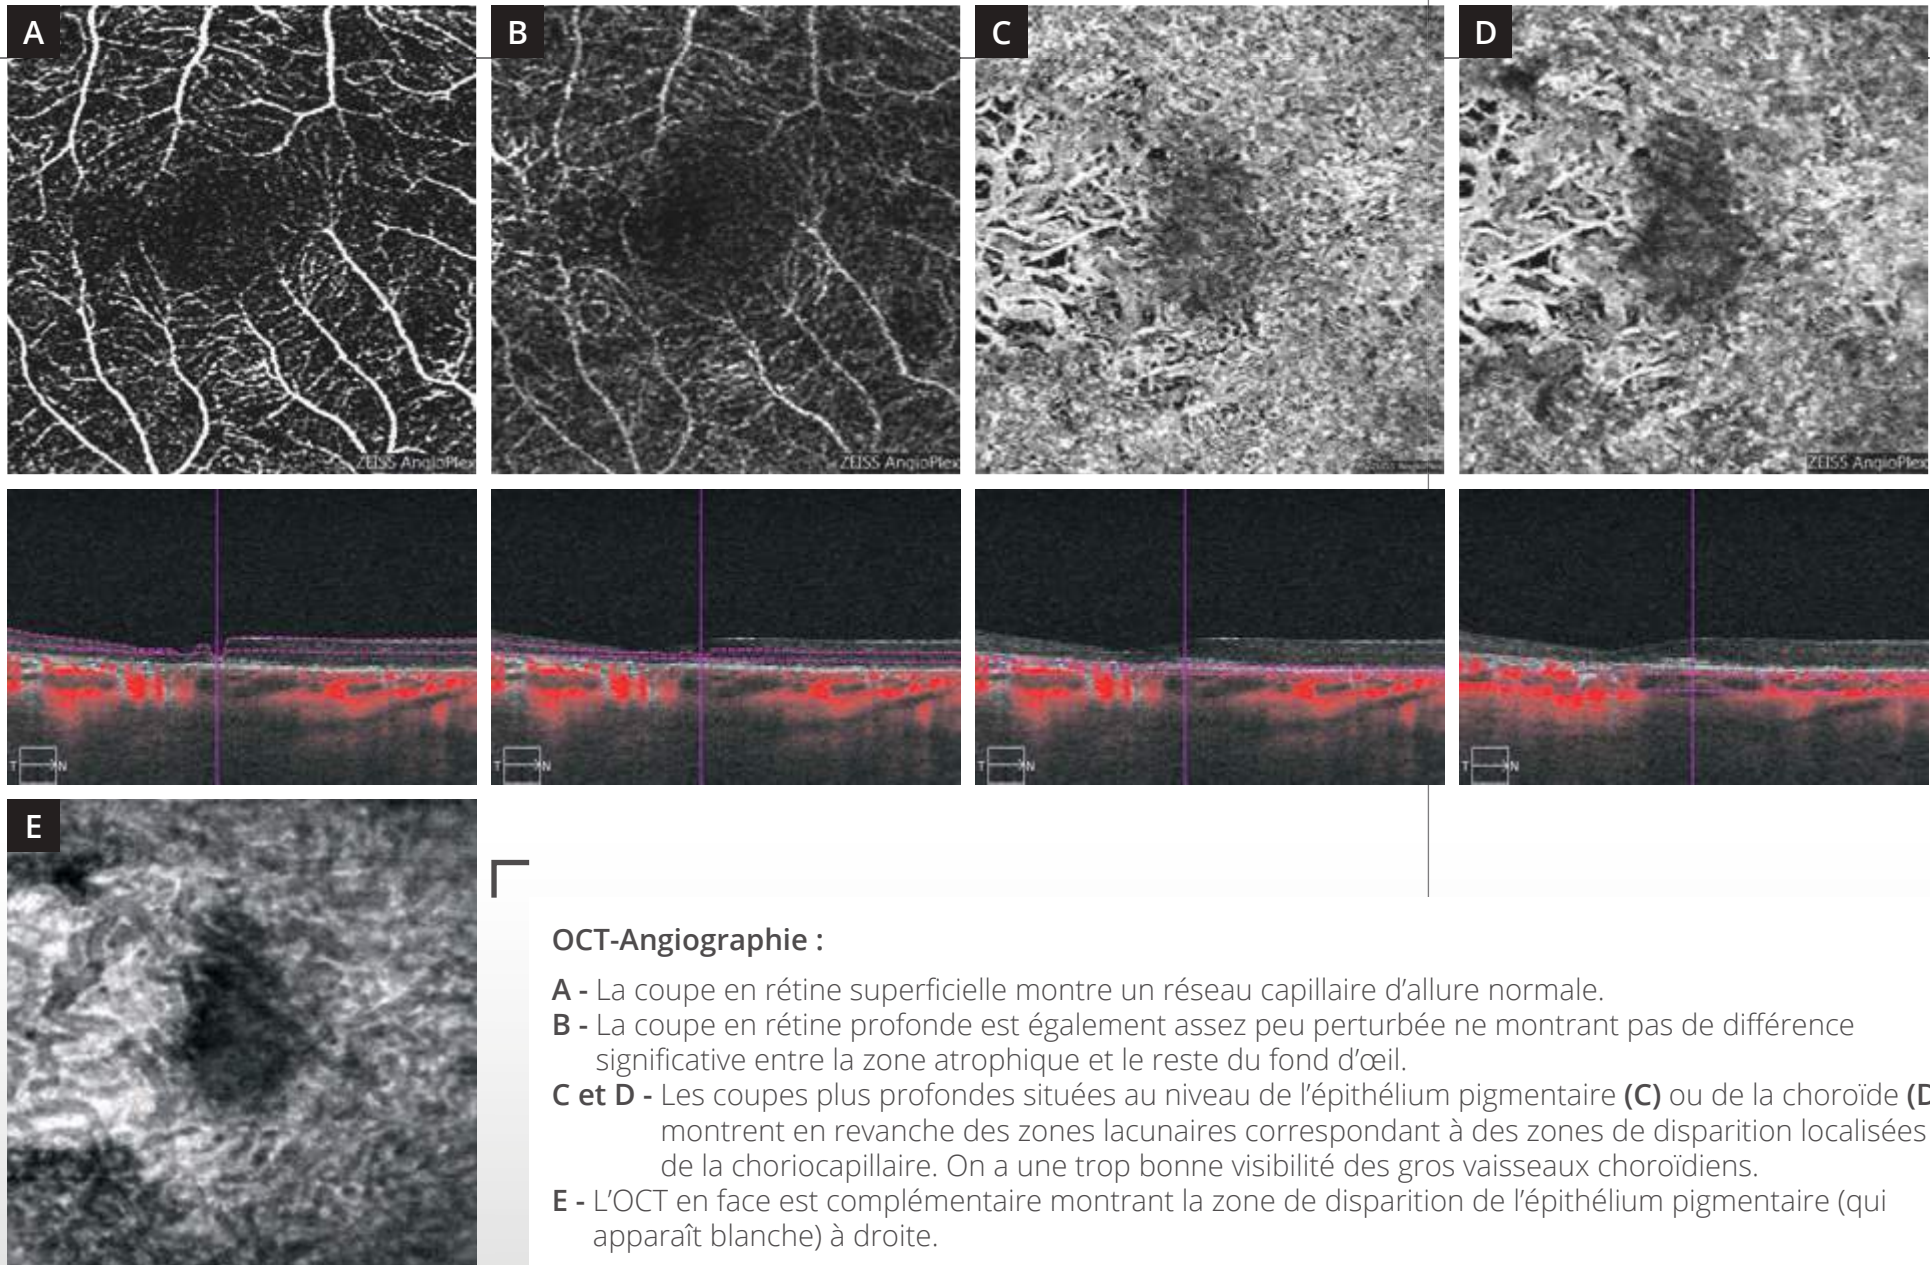 A
B
C
D
ZEISS AngioPlex
ZEISS AngioPlex
ZEISS AngioPlex
T N
T N
T N
T N
E
OCT-Angiographie :
A - La coupe en rétine superficielle montre un réseau capillaire d'allure normale.
B - La coupe en rétine profonde est également assez peu perturbée ne montrant pas de différence
significative entre la zone atrophique et le reste du fond d'œil.
C et D - Les coupes plus profondes situées au niveau de l'épithélium pigmentaire (C) ou de la choroïde (D
montrent en revanche des zones lacunaires correspondant à des zones de disparition localisées
de la choriocapillaire. On a une trop bonne visibilité des gros vaisseaux choroïdiens.
E - L'OCT en face est complémentaire montrant la zone de disparition de l'épithélium pigmentaire (qui
apparaît blanche) à droite.